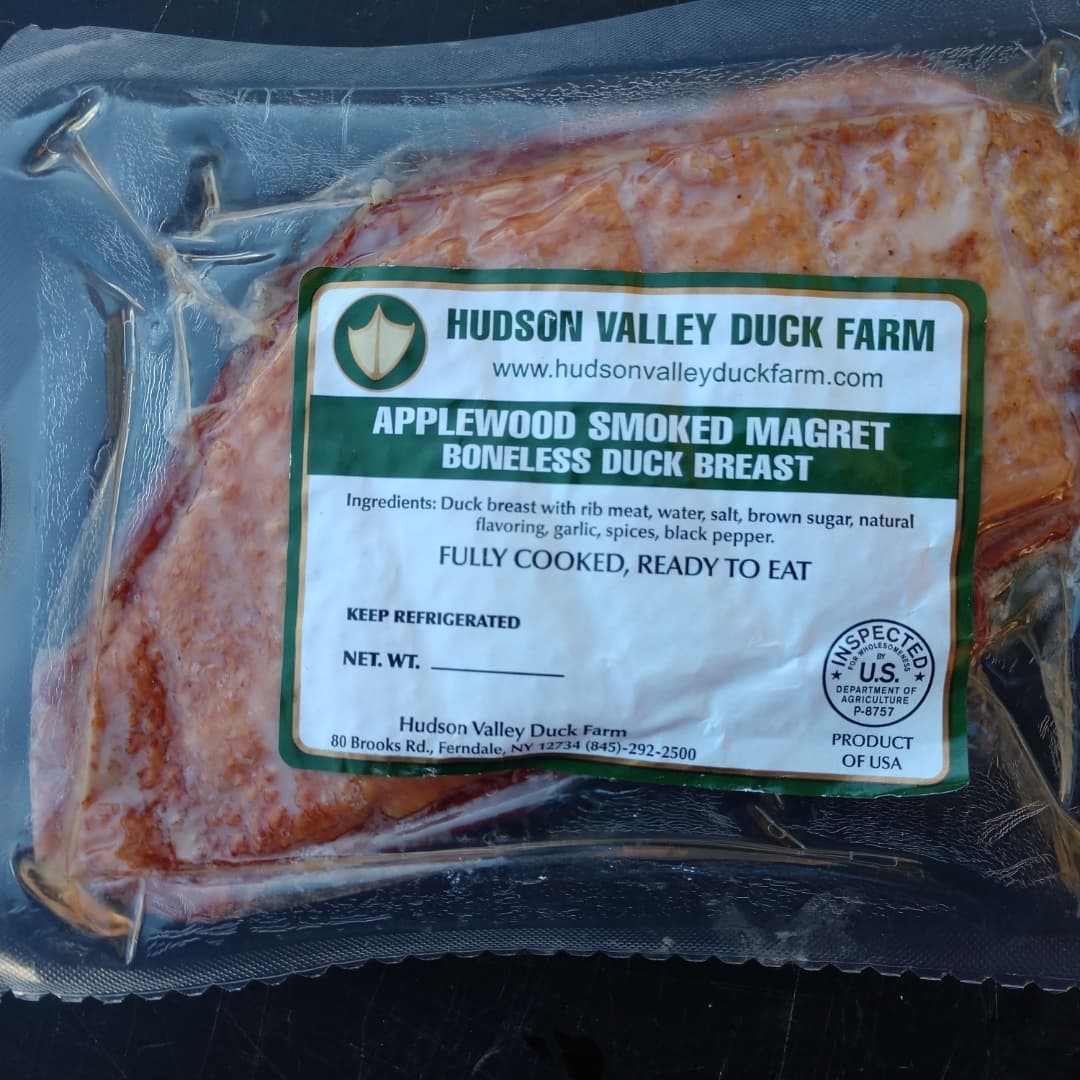 HUDSON VALLEY DUCK FARM
www.hudsonvalleyduckfarm.com
APPLEWOOD SMOKED MAGRET
BONELESS DUCK BREAST
Ingredients: Duck breast with rib meat, water, salt, brown sugar, natural
flavoring, garlic, spices, black pepper.
FULLY COOKED, READY TO EAT
KEEP REFRIGERATED
NET. WT.
INSPECTED
FOR WHOLESOMENESS
BY
U.S.
DEPARTMENT OF
AGRICULTURE
P-8757
PRODUCT
OF USA
Hudson Valley Duck Farm
80 Brooks Rd., Ferndale, NY 12734 (845)-292-2500